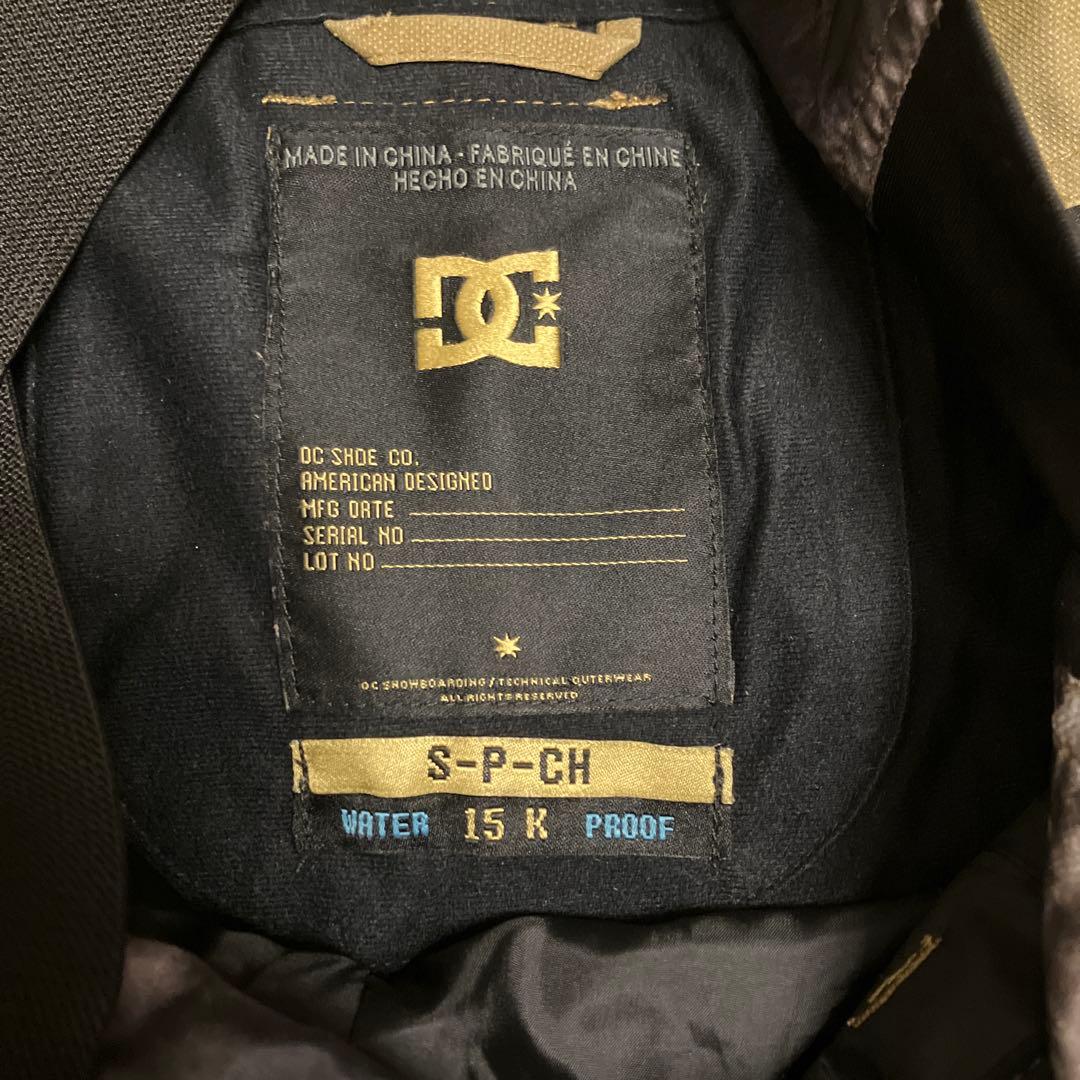 MADE IN CHINA - FABRIQUÉ EN CHINE
HECHO EN CHINA
DC
DC SHOE CO.
AMERICAN DESIGNED
MFG DATE
SERIAL NO
LOT NO
DC SNOWBOARDING / TECHNICAL OUTERWEAR
ALL RIGHTS RESERVED
S-P-CH
WATER 15 K PROOF